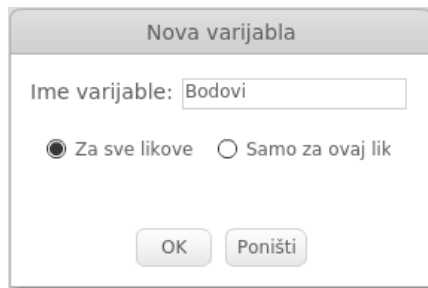 Nova varijabla
Ime varijable: Bodovi
Za sve likove Samo za ovaj lik
OK Poništi